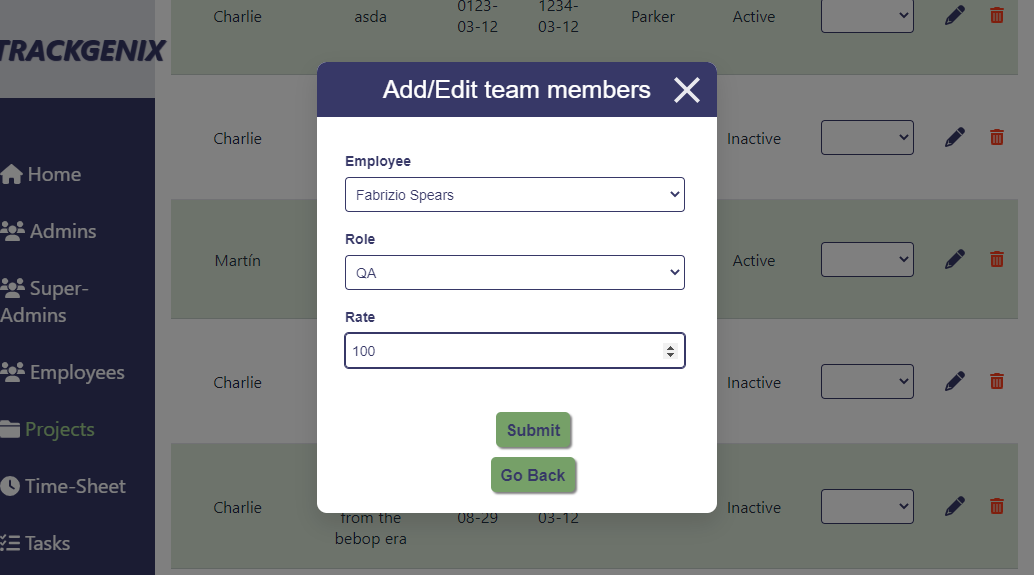 TRACKGENIX
Home
Admins
Super-
Admins
Employees
Projects
Time-Sheet
Tasks
Charlie asda 0123- 1234- Parker Active
03-12 03-12
Charlie Inactive
Martín Active
Charlie Inactive
Charlie 08-29 03-12 Inactive
from the
bebop era
Add/Edit team members
Employee
Fabrizio Spears
Role
QA
Rate
100
Submit
Go Back